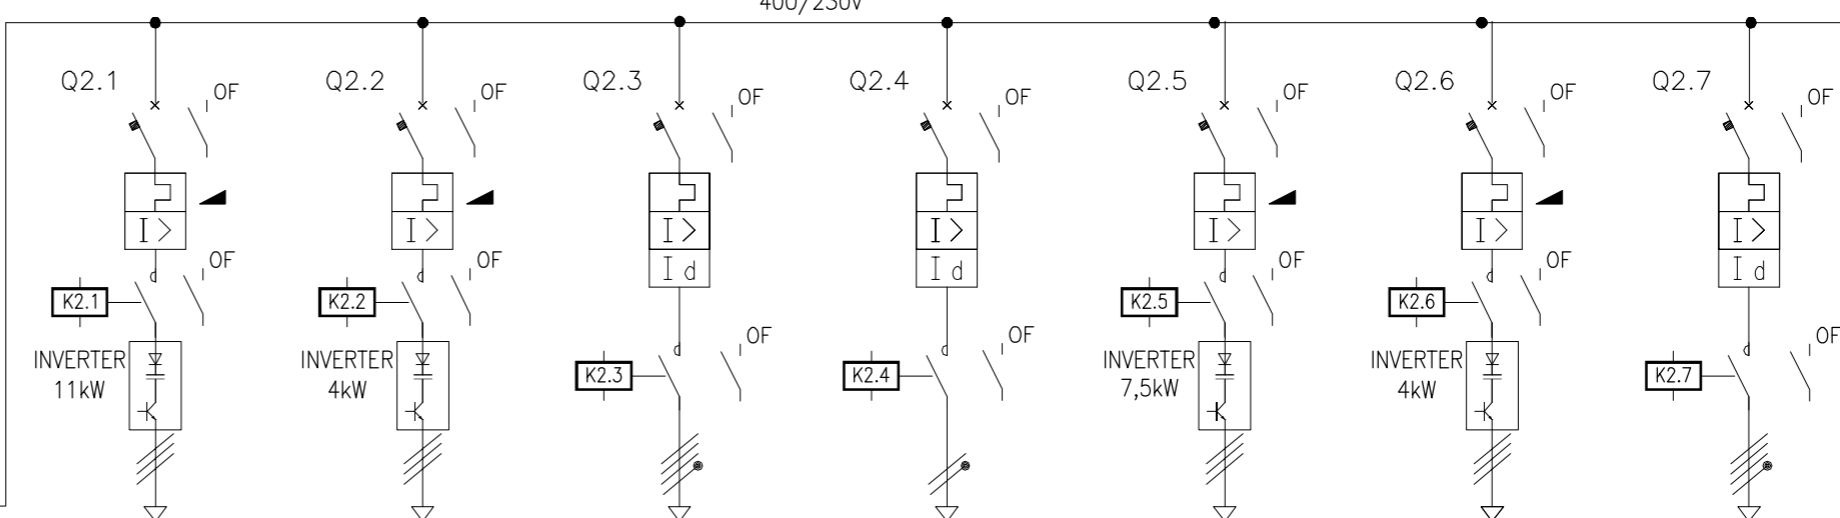 400/230V
Q2.1 OF Q2.2 OF Q2.3 OF Q2.4 OF Q2.5 OF Q2.6 OF Q2.7 OF
I> I> I> I> I> I> I>
OF OF Id Id OF OF Id
K2.1 K2.2 K2.5 K2.6
OF OF OF
INVERTER INVERTER INVERTER INVERTER
K2.3 K2.4 K2.7
11kW 4kW 7,5kW 4kW